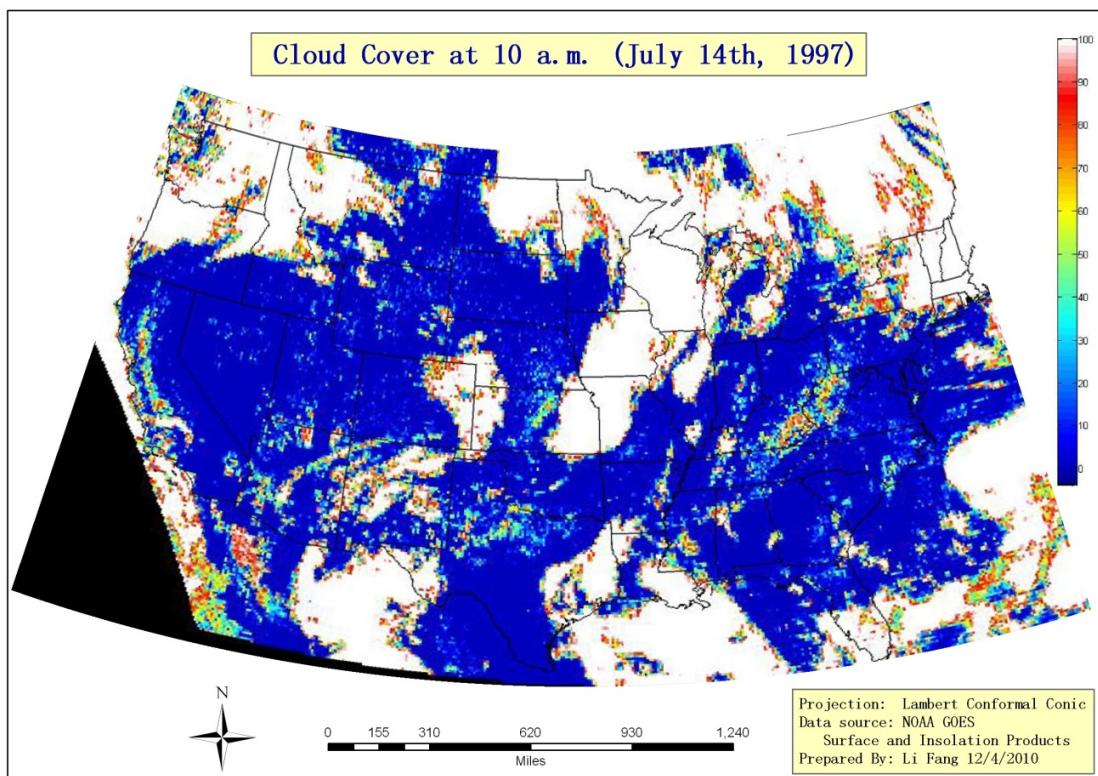 Cloud Cover at 10 a.m. (July 14th, 1997)
100
90
80
70
60
50
40
30
20
10
0
N
0 155 310 620 930 1,240
Miles
Projection: Lambert Conformal Conic
Data source: NOAA GOES
Surface and Insolation Products
Prepared By: Li Fang 12/4/2010